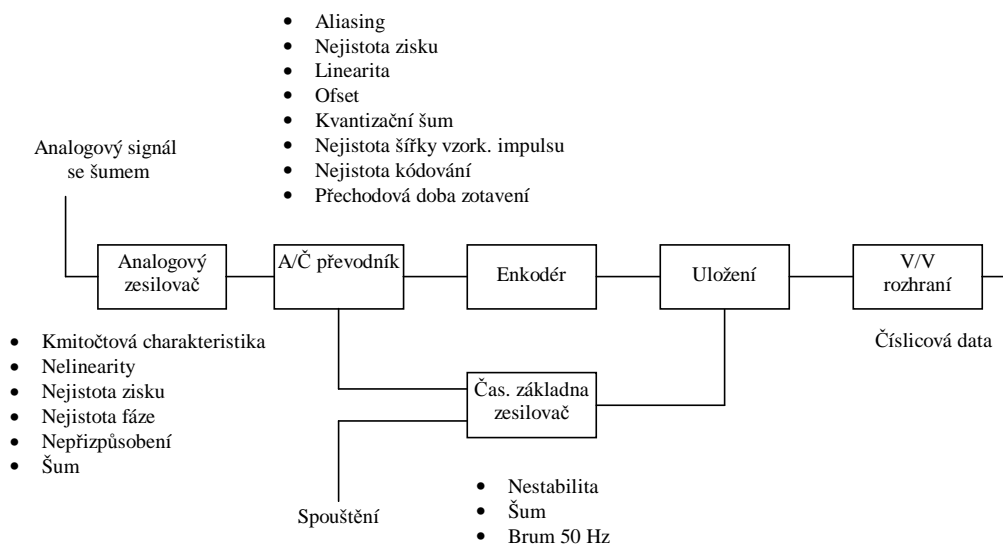 • Aliasing
• Nejistota zisku
• Linearita
• Ofset
• Kvantizační šum
• Nejistota šířky vzork. impulsu
• Nejistota kódování
• Přechodová doba zotavení
Analogový signál
se šumem
Analogový
zesilovač
A/Č převodník
Enkodér
Uložení
V/V
rozhraní
• Kmitočtová charakteristika
• Nelinearity
• Nejistota zisku
• Nejistota fáze
• Nepřizpůsobení
• Šum
Číslicová data
Čas. základna
zesilovač
Spouštění
• Nestabilita
• Šum
• Brum 50 Hz